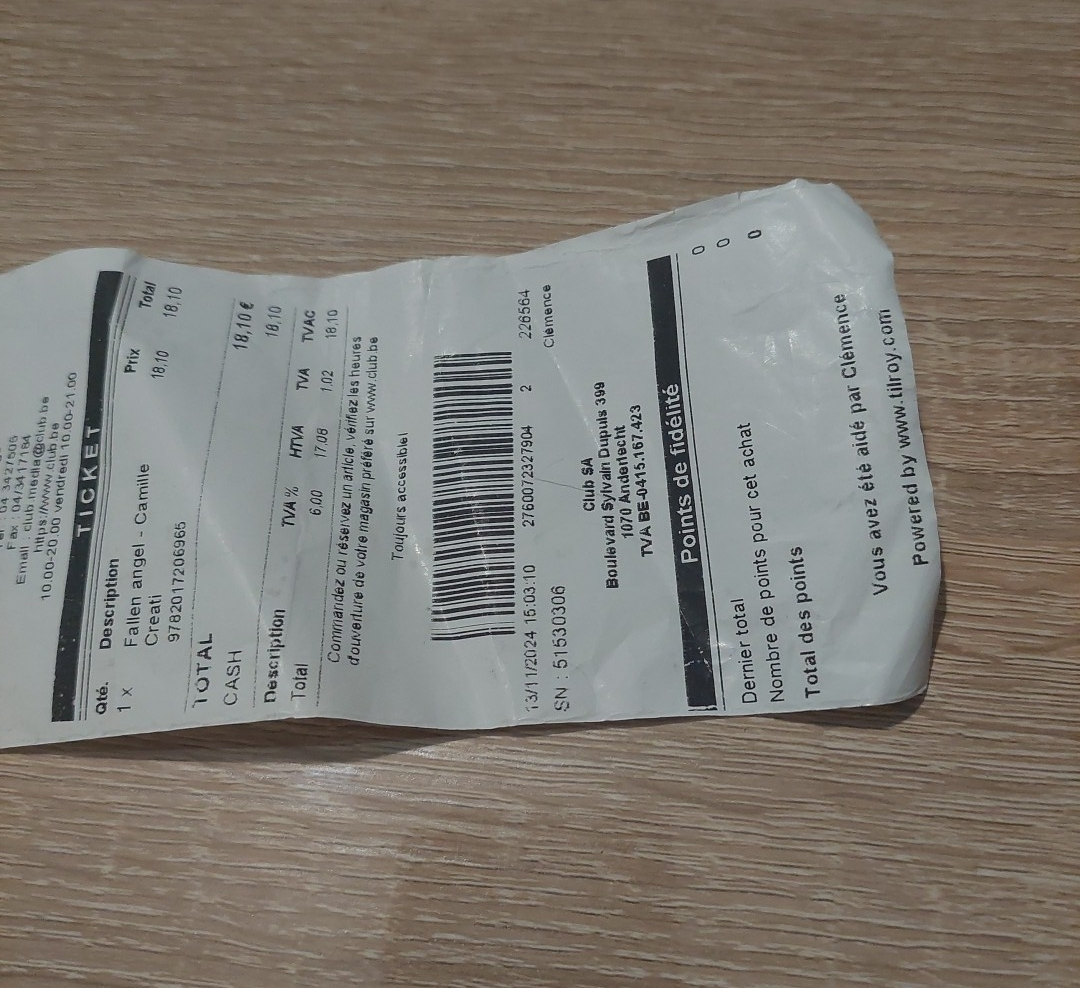 Tel : 04 3427506
Fax : 04/3417164
Email : club.media@club.be
https://www.club.be
10.00-20.00 vendredi 10.00-21.00
TICKET
Qté. Description Prix Total
1 x Fallen angel - Camille 18,10 18,10
Creati
9782017206965
TOTAL 18,10 €
CASH 18,10
Description TVA % HTVA TVA TVAC
Total 6,00 17,08 1,02 18,10
Commandez ou réservez un article, vérifiez les heures
d'ouverture de votre magasin préféré sur www.club.be
Toujours accessible!
13/11/2024 15:03:10 2760072327904 2 226564
SN : 51530306 Clémence
Club SA
Boulevard Sylvain Dupuis 399
1070 Anderlecht
TVA BE-0415.167.423
Points de fidélité
Dernier total 0
Nombre de points pour cet achat 0
Total des points 0
Vous avez été aidé par Clémence
Powered by www.tilroy.com